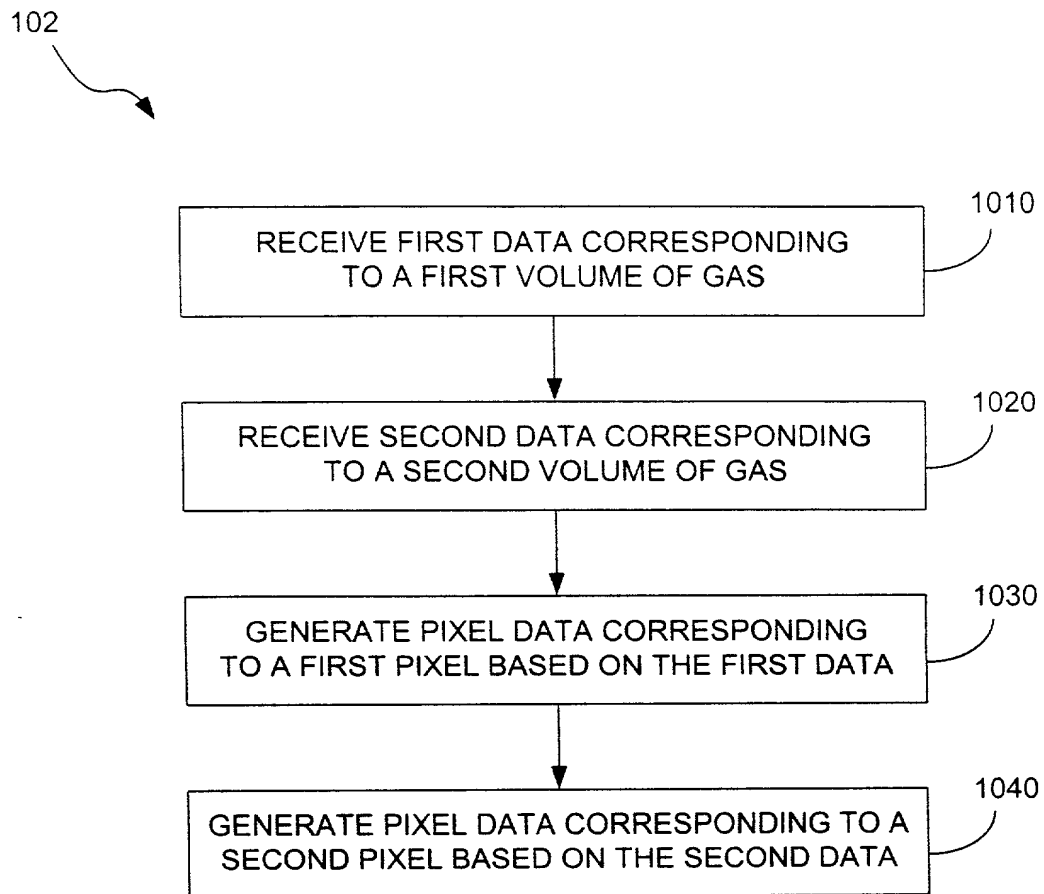 102
1010
RECEIVE FIRST DATA CORRESPONDING
TO A FIRST VOLUME OF GAS
1020
RECEIVE SECOND DATA CORRESPONDING
TO A SECOND VOLUME OF GAS
1030
GENERATE PIXEL DATA CORRESPONDING
TO A FIRST PIXEL BASED ON THE FIRST DATA
1040
GENERATE PIXEL DATA CORRESPONDING TO A
SECOND PIXEL BASED ON THE SECOND DATA